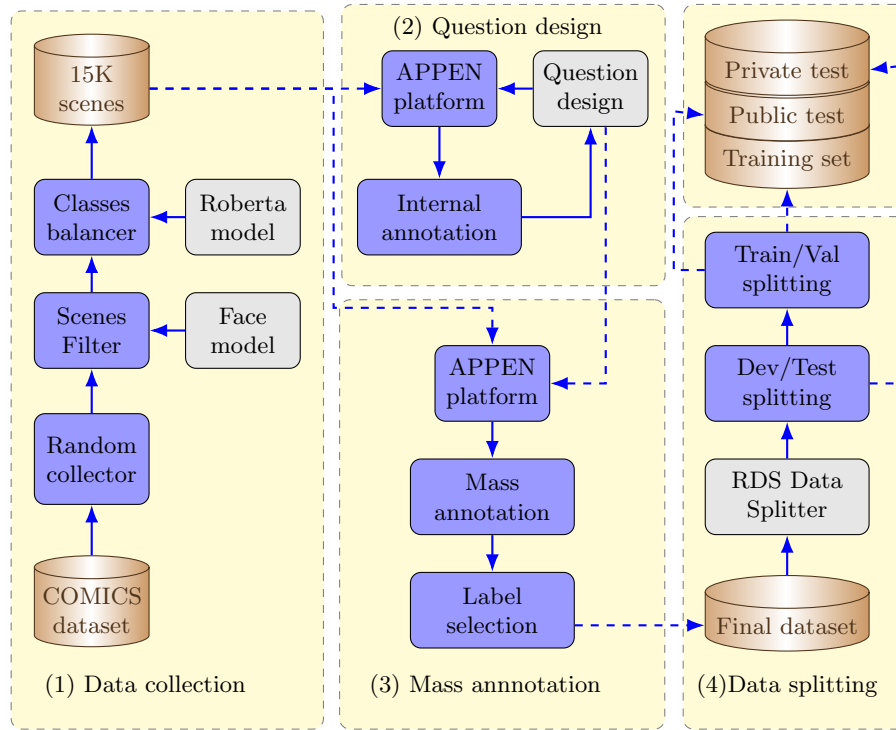 15K
scenes
Classes
balancer
Roberta
model
Scenes
Filter
Face
model
Random
collector
COMICS
dataset
(1) Data collection
(2) Question design
APPEN
platform
Question
design
Internal
annotation
APPEN
platform
Mass
annotation
Label
selection
(3) Mass annnotation
Private test
Public test
Training set
Train/Val
splitting
Dev/Test
splitting
RDS Data
Splitter
Final dataset
(4)Data splitting